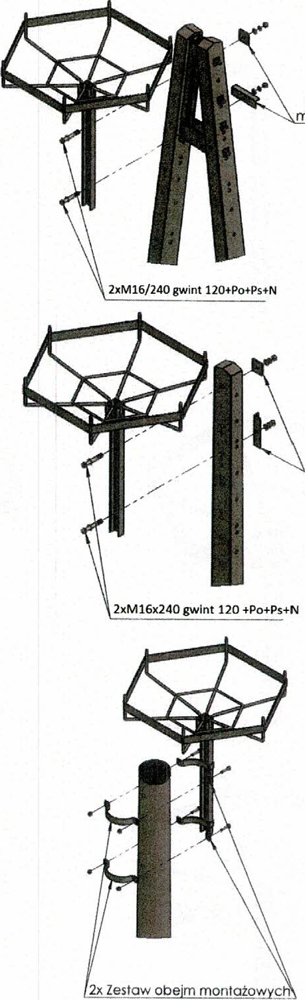 2xM16/240 gwint 120+Po+Ps+N
2xM16x240 gwint 120 +Po+Ps+N
2x Zestaw obejm montażowych